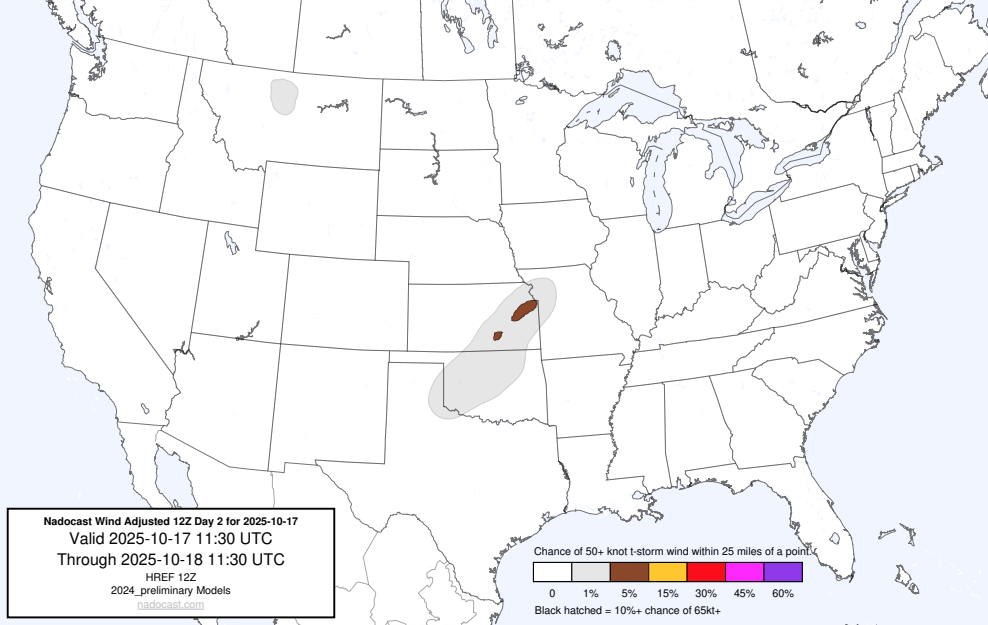 Nadocast Wind Adjusted 12Z Day 2 for 2025-10-17
Valid 2025-10-17 11:30 UTC
Through 2025-10-18 11:30 UTC
HREF 12Z
2024_preliminary Models
nadocast.com
Chance of 50+ knot t-storm wind within 25 miles of a point.
0 1% 5% 15% 30% 45% 60%
Black hatched = 10%+ chance of 65kt+